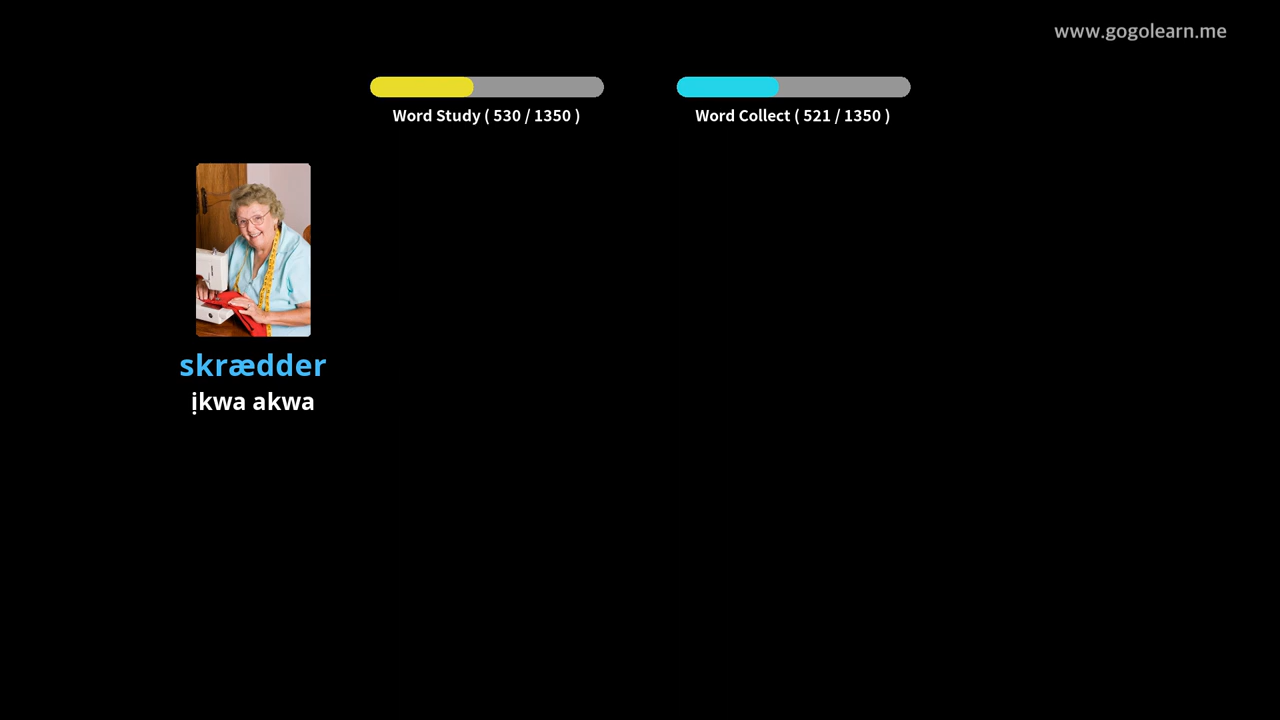 www.gogolearn.me
Word Study ( 530 / 1350 )
Word Collect ( 521 / 1350 )
skrædder
ịkwa akwa